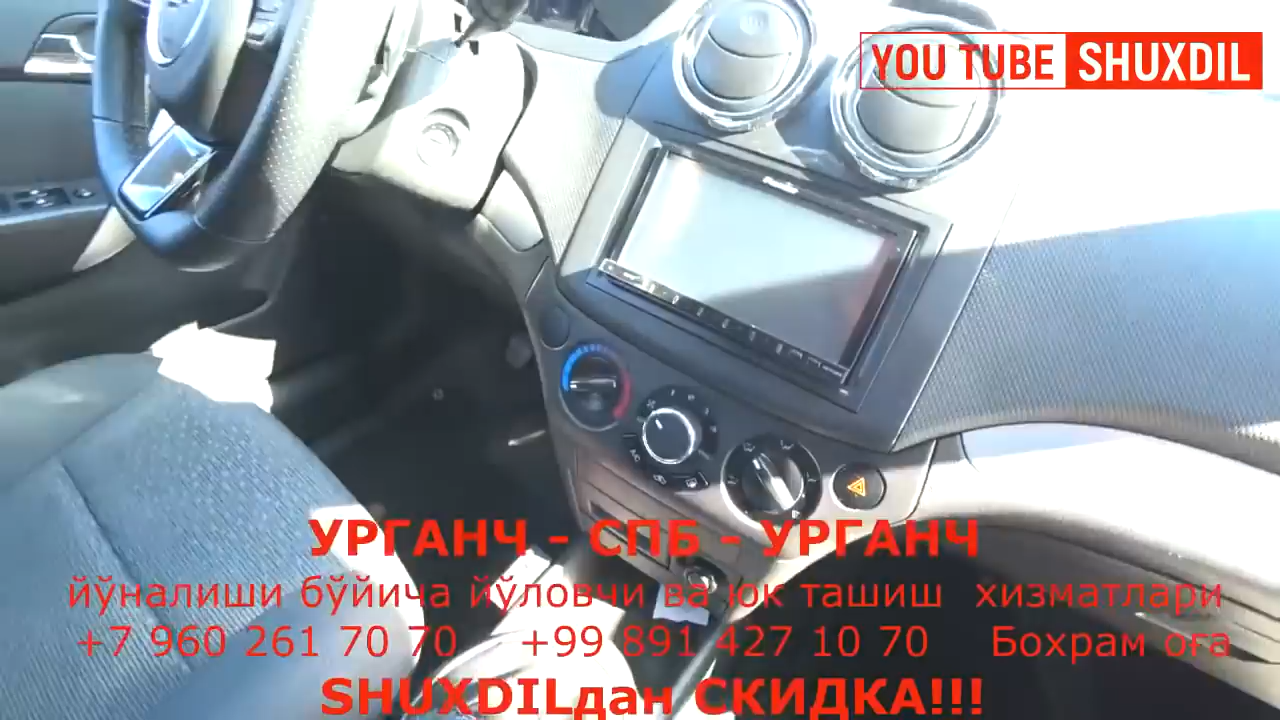 YOU TUBE SHUXDIL
A/C
УРГАНЧ - СПБ - УРГАНЧ
йўналиши бўйича йўловчи ва юк ташиш хизматлари
+7 960 261 70 70 +99 891 427 10 70 Бохрам оға
SHUXDILдан СКИДКА!!!